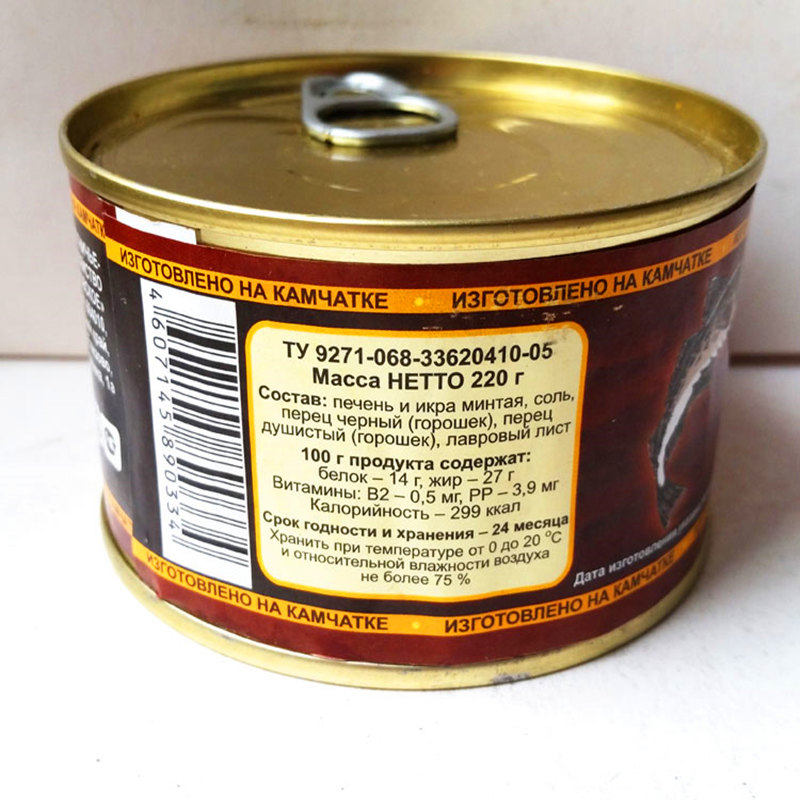 ИЗГОТОВЛЕНО НА КАМЧАТКЕ • ИЗГОТОВЛЕНО НА КАМЧАТКЕ
4 607145 890334
ТУ 9271-068-33620410-05
Масса НЕТТО 220 г
Состав: печень и икра минтая, соль,
перец черный (горошек), перец
душистый (горошек), лавровый лист
100 г продукта содержат:
белок – 14 г, жир – 27 г
Витамины: В2 – 0,5 мг, РР – 3,9 мг
Калорийность – 299 ккал
Срок годности и хранения – 24 месяца
Хранить при температуре от 0 до 20 °С
и относительной влажности воздуха
не более 75 %
Дата изготовления
ИЗГОТОВЛЕНО НА КАМЧАТКЕ • ИЗГОТОВЛЕНО НА КАМЧАТКЕ